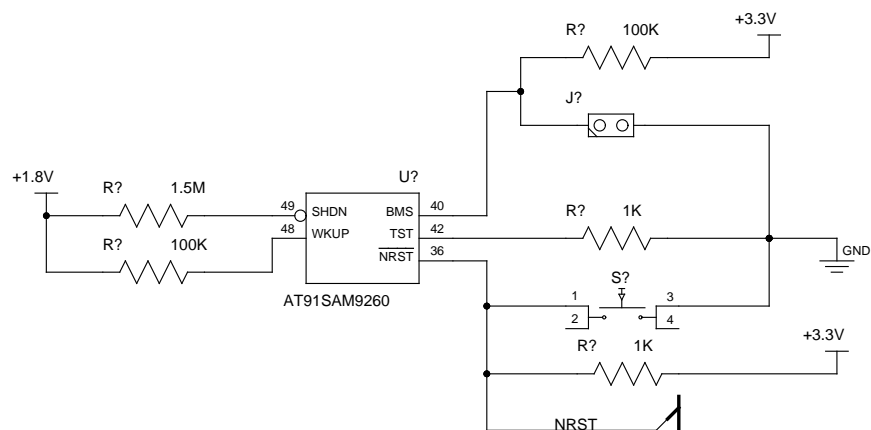 +3.3V
R? 100K
J?
+1.8V
U?
R? 1.5M
49 SHDN BMS 40
48 WKUP TST 42
R? 100K
NRST 36
R? 1K
GND
AT91SAM9260
S?
1 3
2 4
R? 1K
+3.3V
NRST